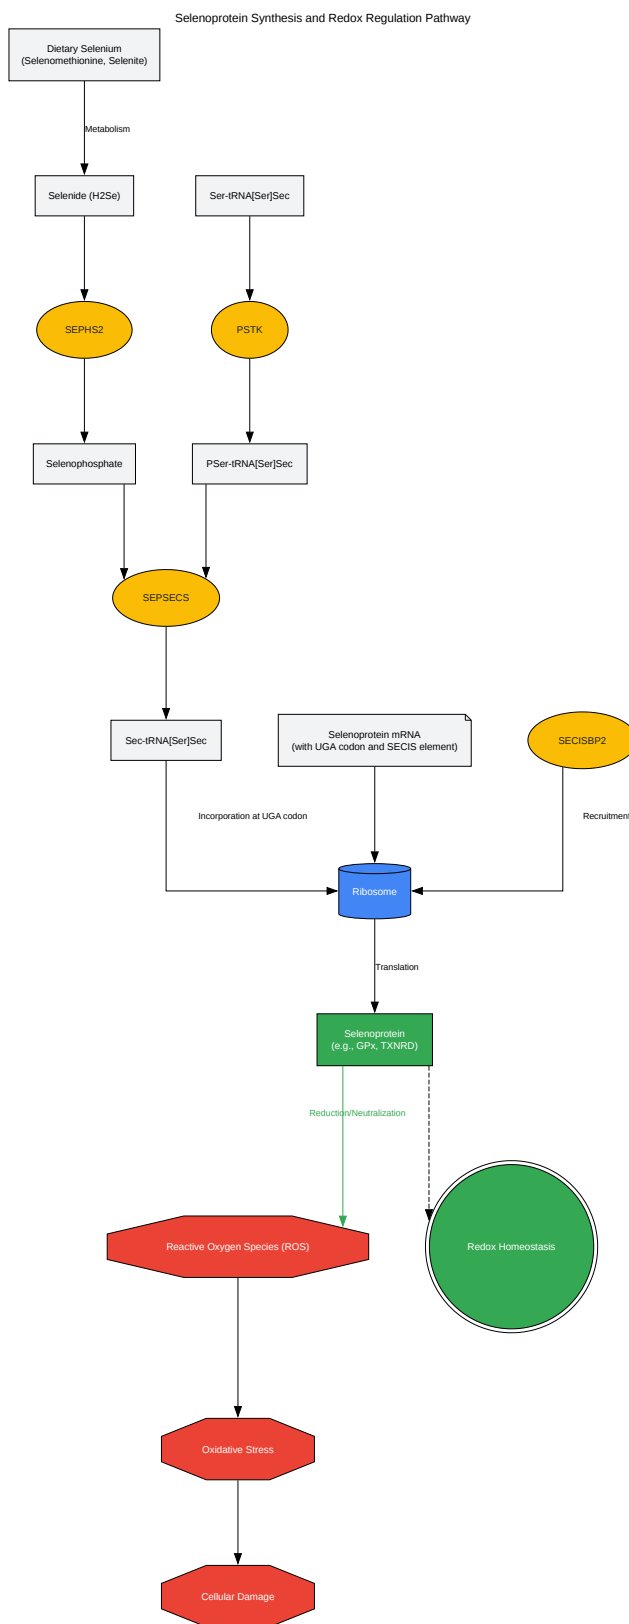 Selenoprotein Synthesis and Redox Regulation Pathway
Dietary Selenium
(Selenomethionine, Selenite)
Metabolism
Selenide (H2Se)
Ser-tRNA[Ser]Sec
SEPHS2
PSTK
Selenophosphate
PSer-tRNA[Ser]Sec
SEPSECS
Sec-tRNA[Ser]Sec
Selenoprotein mRNA
(with UGA codon and SECIS element)
SECISBP2
Incorporation at UGA codon
Recruitment
Ribosome
Translation
Selenoprotein
(e.g., GPx, TXNRD)
Reduction/Neutralization
Reactive Oxygen Species (ROS)
Redox Homeostasis
Oxidative Stress
Cellular Damage